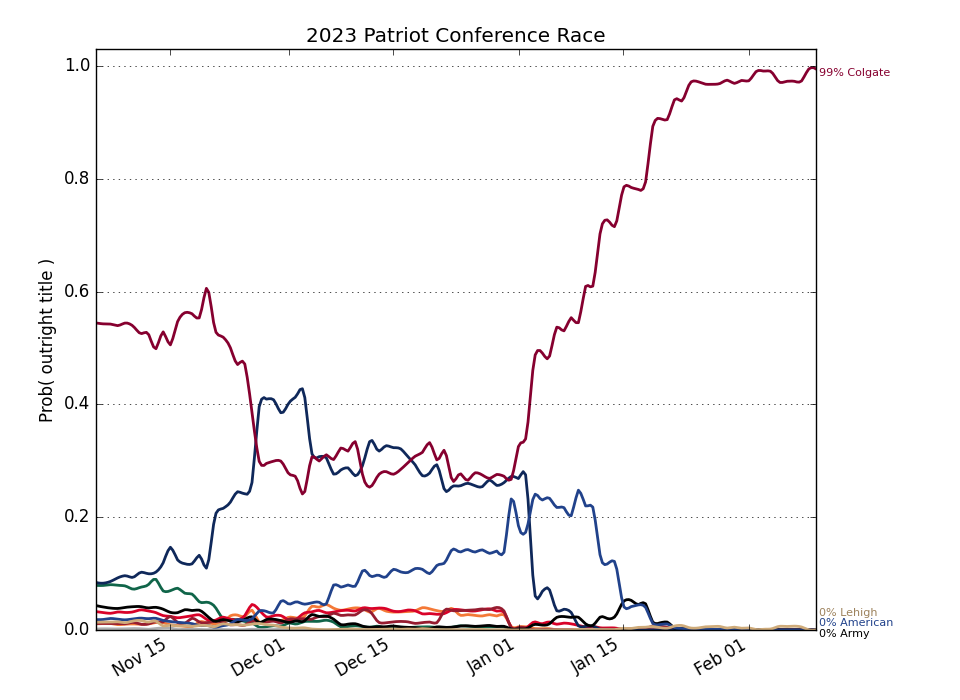 2023 Patriot Conference Race
1.0
0.8
0.6
0.4
0.2
0.0
Prob( outright title )
Nov 15
Dec 01
Dec 15
Jan 01
Jan 15
Feb 01
99% Colgate
0% Lehigh
0% American
0% Army